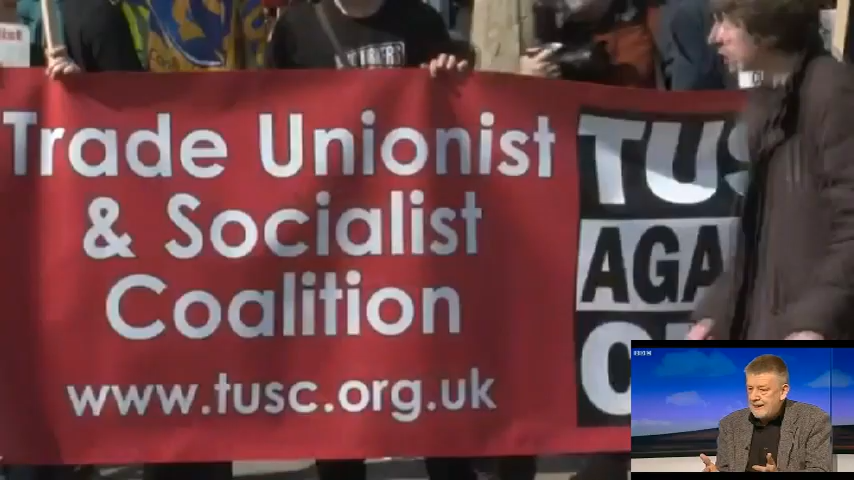 Trade Unionist
& Socialist
Coalition
www.tusc.org.uk
TUS
AGA